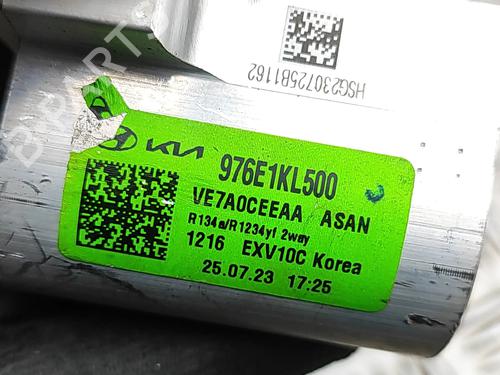 HSG230725B1162
KIA 976E1KL500
VE7A0CEEAA ASAN
R134a/R1234yf 2way
1216 EXV10C Korea
25.07.23 17:25
B-PARTS